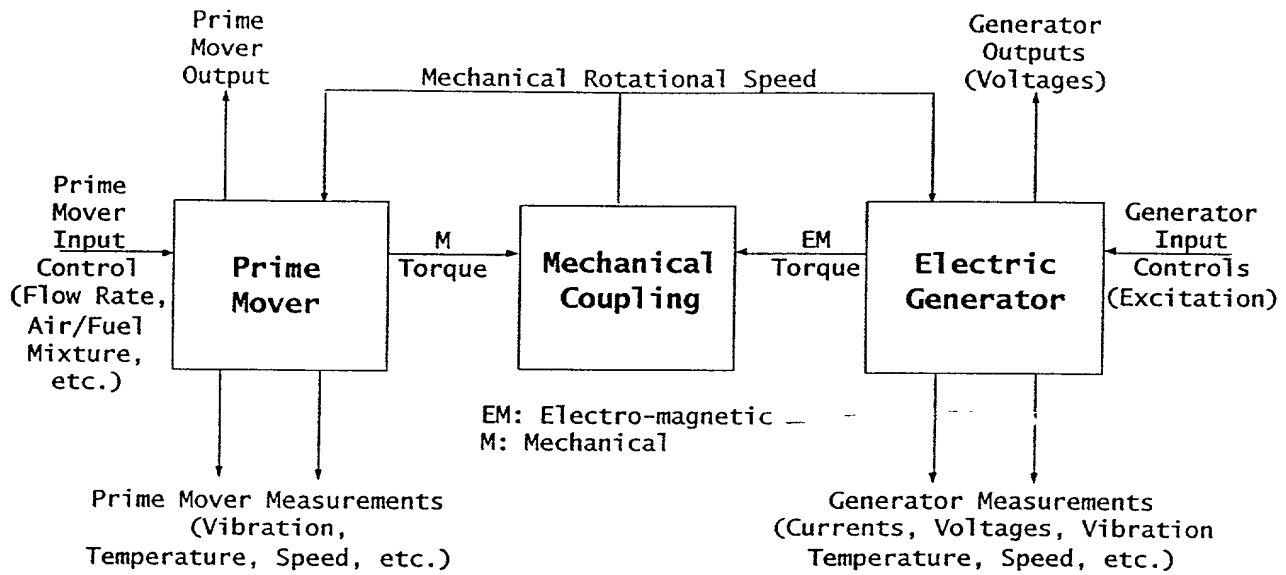 Prime
Mover
Output
Generator
Outputs
(Voltages)
Mechanical Rotational Speed
Prime
Mover
Input
Control
(Flow Rate,
Air/Fuel
Mixture,
etc.)
Prime
Mover
M
Torque
Mechanical
Coupling
EM
Torque
Electric
Generator
Generator
Input
Controls
(Excitation)
EM: Electro-magnetic
M: Mechanical
Prime Mover Measurements
(Vibration,
Temperature, Speed, etc.)
Generator Measurements
(Currents, Voltages, Vibration
Temperature, Speed, etc.)